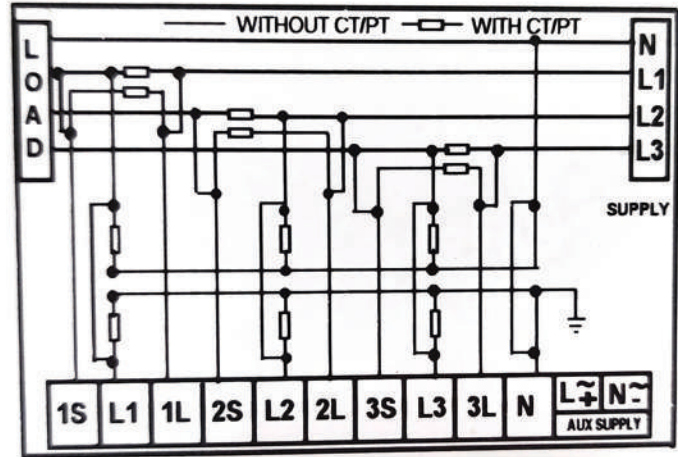 WITHOUT CT/PT WITH CT/PT
LOAD
N
L1
L2
L3
SUPPLY
1S L1 1L 2S L2 2L 3S L3 3L N L≂+ N~-
AUX SUPPLY